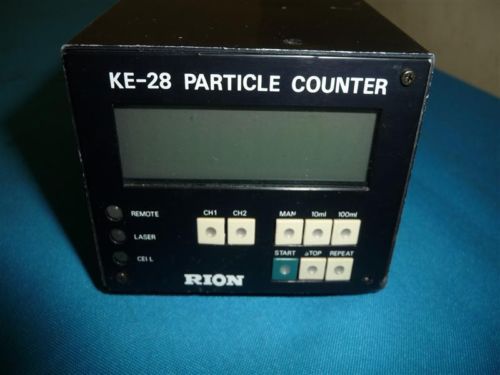 KE-28 PARTICLE COUNTER
REMOTE CH1 CH2 MAN 10ml 100ml
LASER
CELL START STOP REPEAT
RION